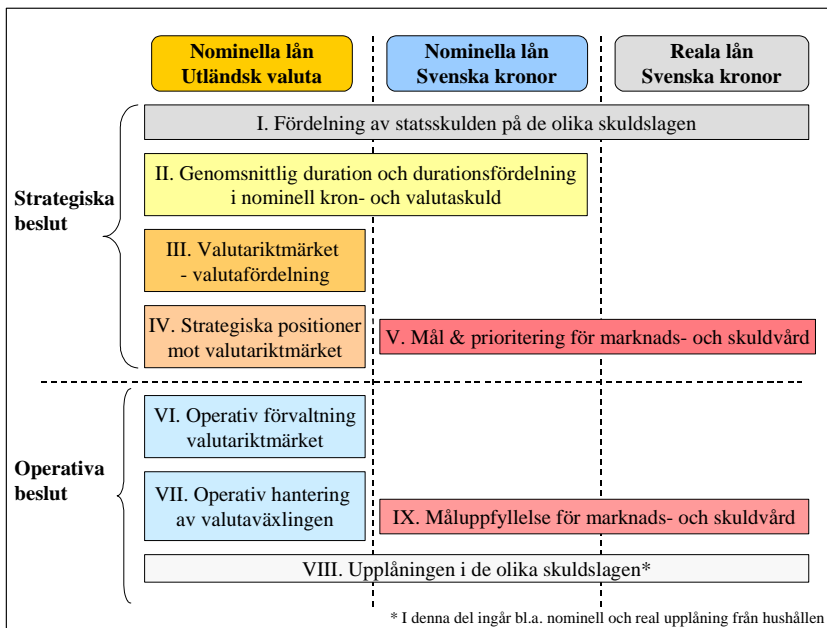 Nominella lån
Utländsk valuta
Nominella lån
Svenska kronor
Reala lån
Svenska kronor
Strategiska
beslut
I. Fördelning av statsskulden på de olika skuldslagen
II. Genomsnittlig duration och durationsfördelning
i nominell kron- och valutaskuld
III. Valutariktmärket
- valutafördelning
IV. Strategiska positioner
mot valutariktmärket
V. Mål & prioritering för marknads- och skuldvård
Operativa
beslut
VI. Operativ förvaltning
valutariktmärket
VII. Operativ hantering
av valutaväxlingen
IX. Måluppfyllelse för marknads- och skuldvård
VIII. Upplåningen i de olika skuldslagen*
* I denna del ingår bl.a. nominell och real upplåning från hushållen